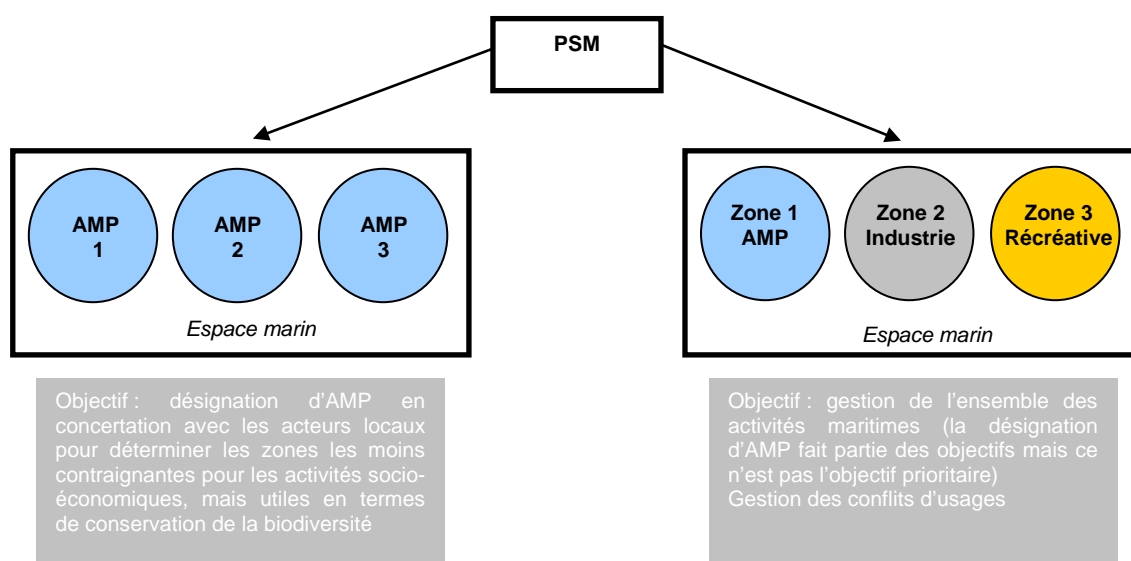 PSM
AMP
1
AMP
2
AMP
3
Espace marin
Zone 1
AMP
Zone 2
Industrie
Zone 3
Récréative
Espace marin
Objectif : désignation d’AMP en
concertation avec les acteurs locaux
pour déterminer les zones les moins
contraignantes pour les activités socio-
économiques, mais utiles en termes
de conservation de la biodiversité
Objectif : gestion de l’ensemble des
activités maritimes (la désignation
d’AMP fait partie des objectifs mais ce
n’est pas l’objectif prioritaire)
Gestion des conflits d’usages